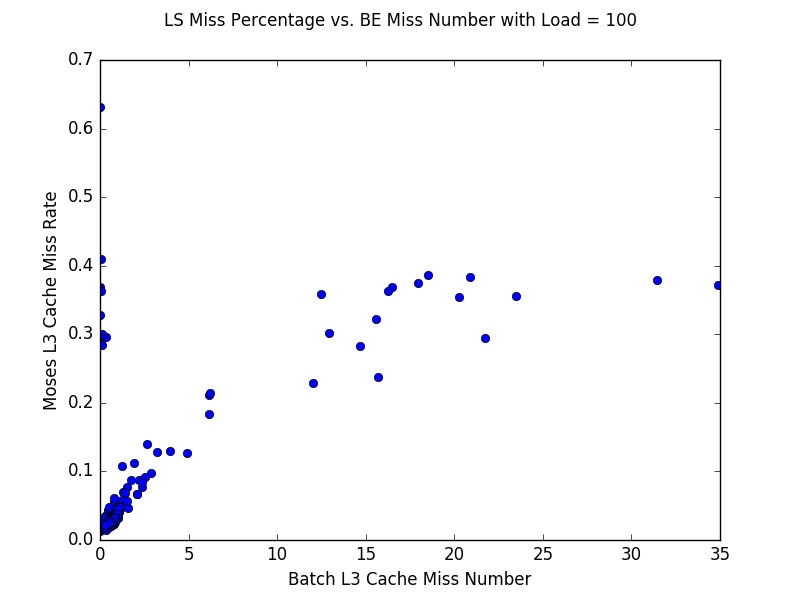 LS Miss Percentage vs. BE Miss Number with Load = 100
0.7
0.6
0.5
0.4
0.3
0.2
0.1
0.0
Moses L3 Cache Miss Rate
0 5 10 15 20 25 30 35
Batch L3 Cache Miss Number